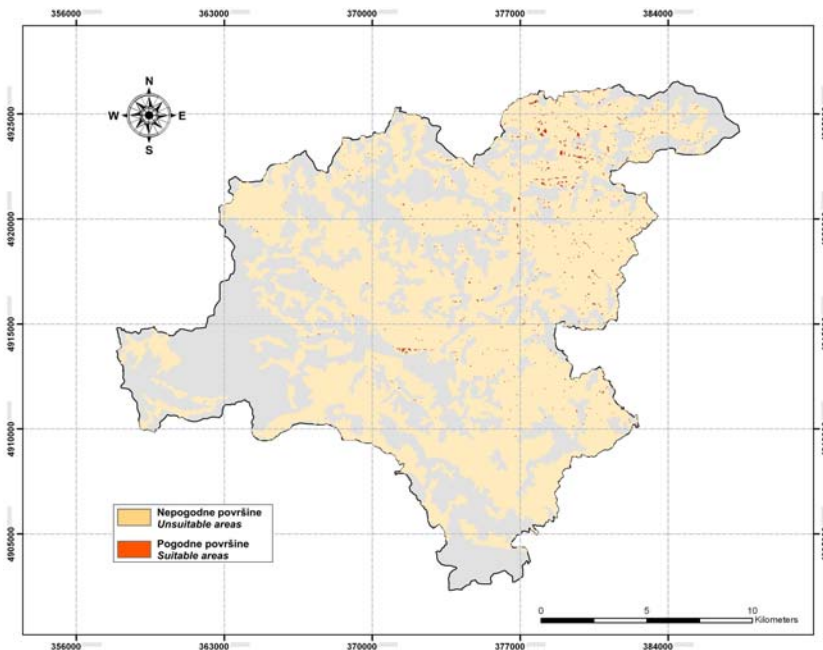 356000 363000 370000 377000 384000
N
W E
S
4925000
4920000
4915000
4910000
4905000
Nepogodne površine
Unsuitable areas
Pogodne površine
Suitable areas
0 5 10
Kilometers
356000 363000 370000 377000 384000